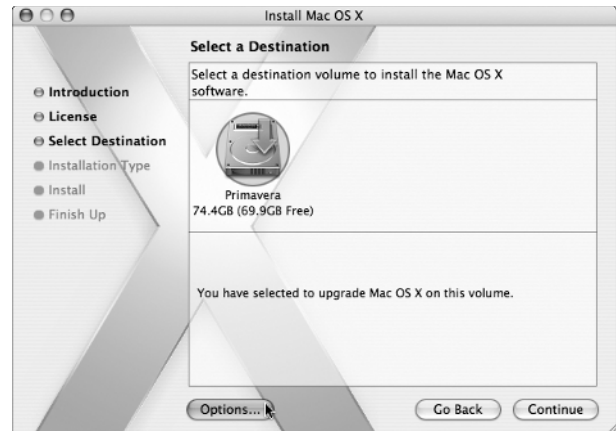 Install Mac OS X
Select a Destination
Select a destination volume to install the Mac OS X
software.
Introduction
License
Select Destination
Installation Type
Install
Finish Up
Primavera
74.4GB (69.9GB Free)
You have selected to upgrade Mac OS X on this volume.
Options...
Go Back
Continue